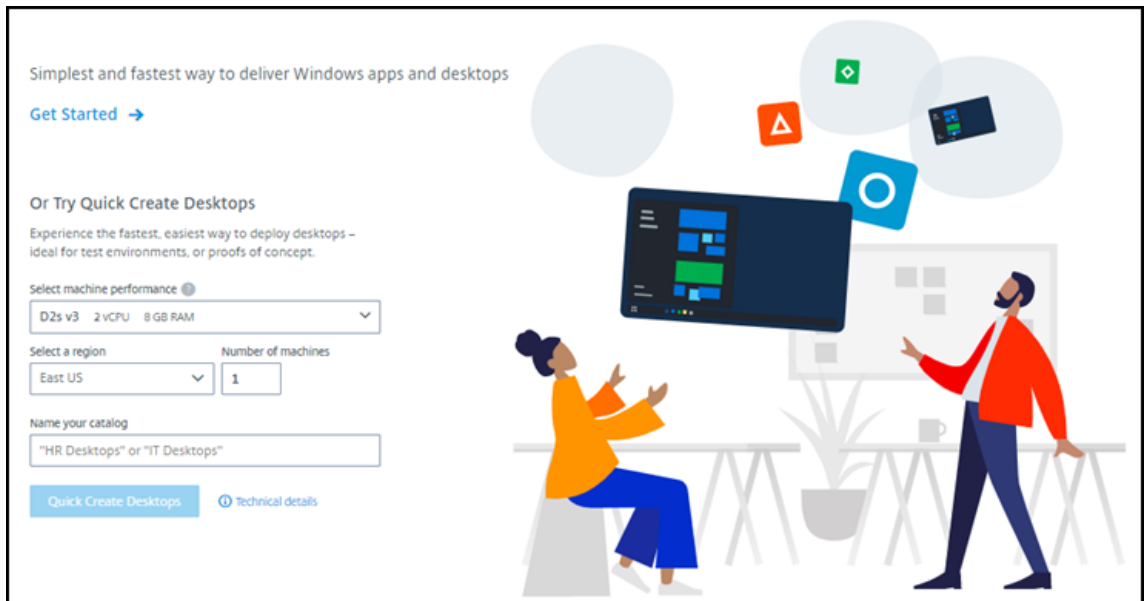 Simplest and fastest way to deliver Windows apps and desktops
Get Started →
Or Try Quick Create Desktops
Experience the fastest, easiest way to deploy desktops –
ideal for test environments, or proofs of concept.
Select machine performance ?
D2s v3 2 vCPU 8 GB RAM
Select a region Number of machines
East US 1
Name your catalog
"HR Desktops" or "IT Desktops"
Quick Create Desktops Technical details